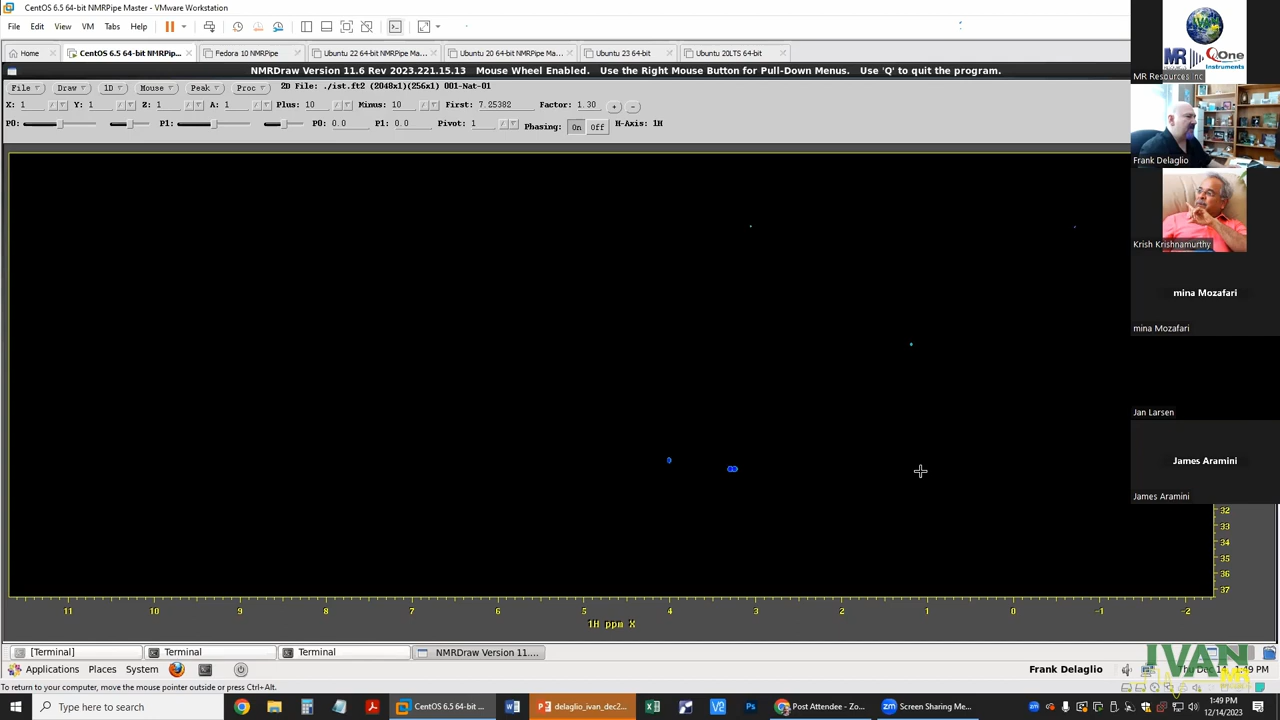 CentOS 6.5 64-bit NMRPipe Master - VMware Workstation
File Edit View VM Tabs Help
Home CentOS 6.5 64-bit NMRPip... Fedora 10 NMRPipe Ubuntu 22 64-bit NMRPipe Ma... Ubuntu 20 64-bit NMRPipe Ma... Ubuntu 23 64-bit Ubuntu 20LTS 64-bit
NMRDraw Version 11.6 Rev 2023.221.15.13 Mouse Enabled. Use the Right Mouse Button for Pull-Down Menus. Use 'Q' to quit the program.
File Draw 1D Mouse Peak Proc 2D File: ./ist.ft2 (2048x1)(256x1) 001-Nat-01
X: 1 Y: 1 Z: 1 A: 1 Plus: 10 Minus: 10 First: 7.25382 Factor: 1.30 + -
P0: P1: P0: 0.0 P1: 0.0 Pivot: 1 Phasing: On Off H-Axis: 1H
MR QOne
Instruments
MR Resources Inc
Frank Delaglio
Krish Krishnamurthy
mina Mozafari
mina Mozafari
Jan Larsen
James Aramini
James Aramini
32
33
34
35
36
37
11 10 9 8 7 6 5 4 3 2 1 0 -1 -2
1H ppm X
[Terminal] Terminal Terminal NMRDraw Version 11....
Applications Places System Frank Delaglio
IVAN
MR
To return to your computer, move the mouse pointer outside or press Ctrl+Alt.
Type here to search CentOS 6.5 64-bit ... delaglio_ivan_dec2... Post Attendee - Zo... Screen Sharing Me...
1:49 PM
12/14/2023